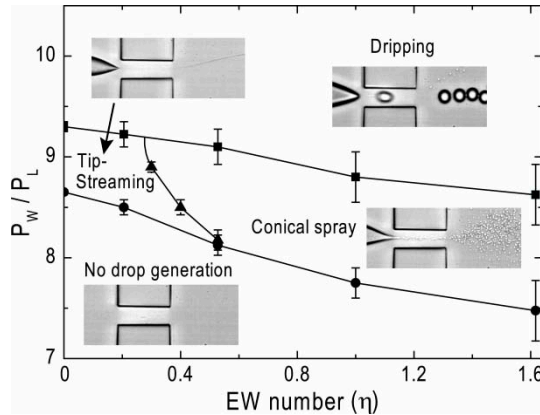 10
Dripping
9
Tip-
Streaming
P_W / P_L
Conical spray
8
No drop generation
7
0 0.4 0.8 1.2 1.6
EW number (η)